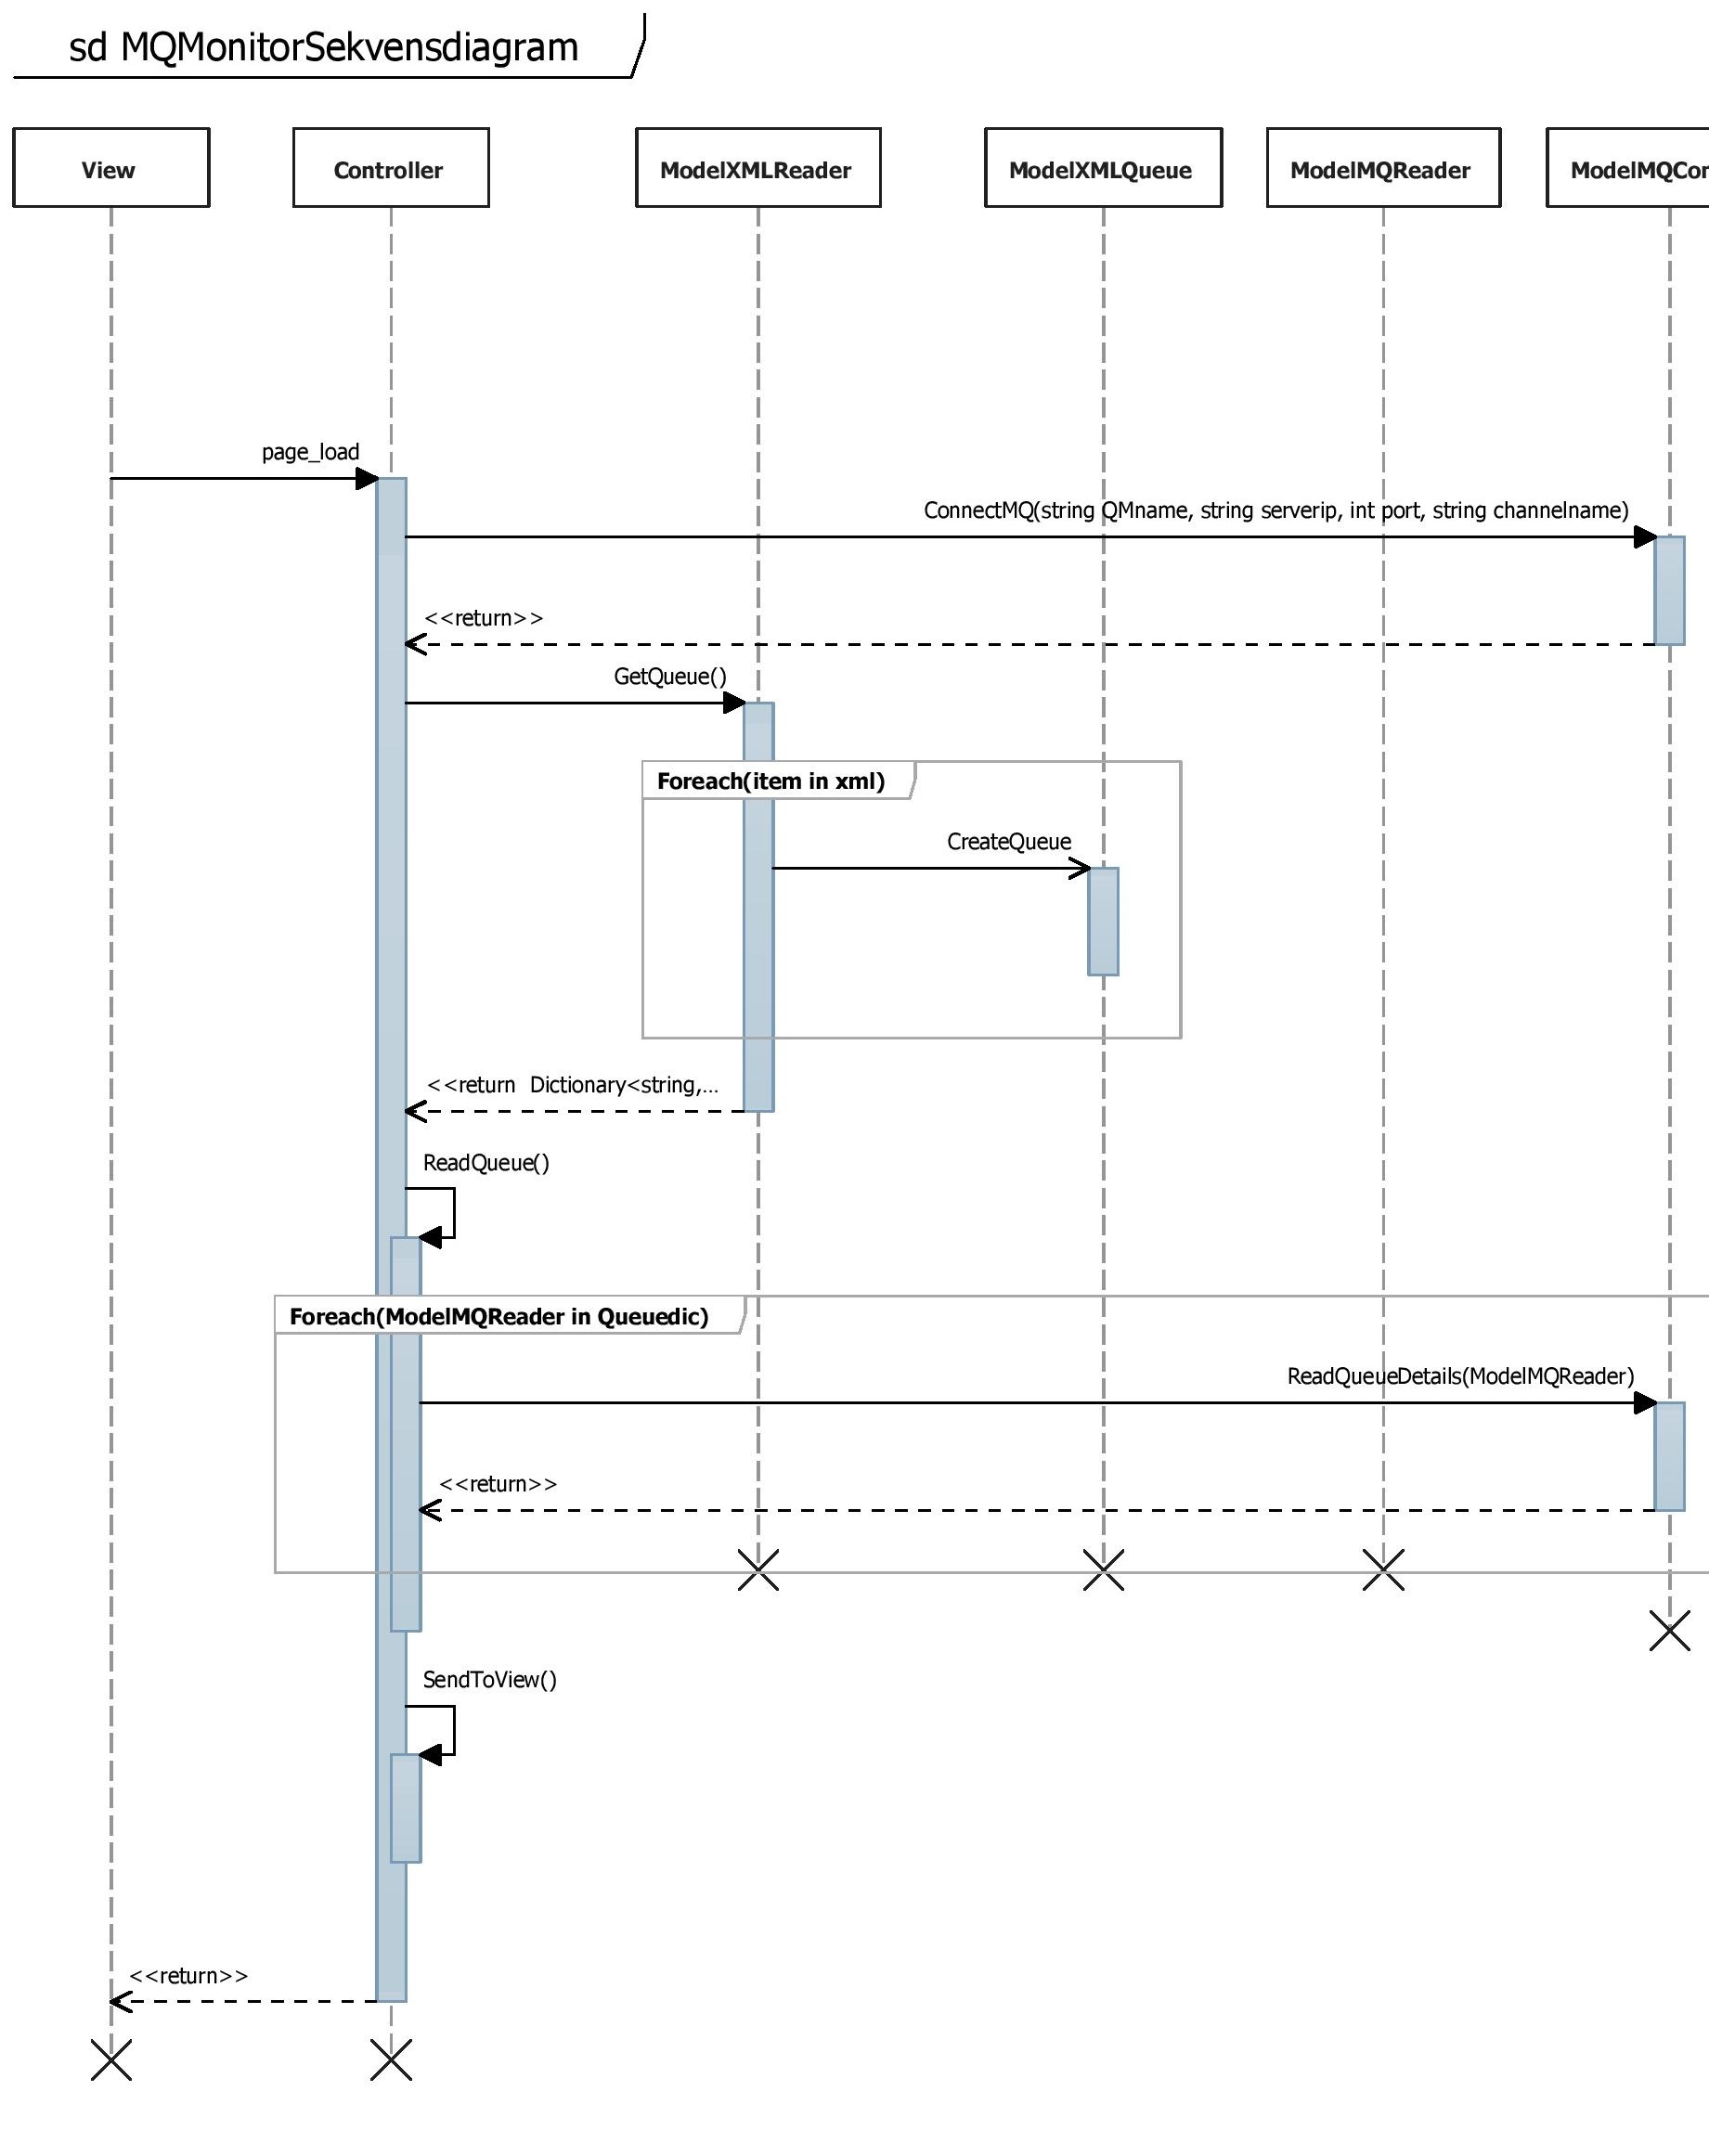 sd MQMonitorSekvensdiagram
View
Controller
ModelXMLReader
ModelXMLQueue
ModelMQReader
ModelMQCor
page_load
ConnectMQ(string QMname, string serverip, int port, string channelname)
<<return>>
GetQueue()
Foreach(item in xml)
CreateQueue
<<return  Dictionary<string,...
ReadQueue()
Foreach(ModelMQReader in Queuedic)
ReadQueueDetails(ModelMQReader)
<<return>>
SendToView()
<<return>>